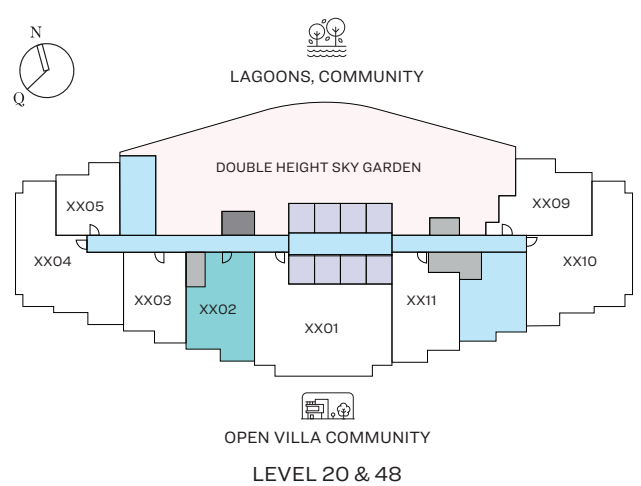 N
Q
LAGOONS, COMMUNITY
DOUBLE HEIGHT SKY GARDEN
XX05
XX09
XX04
XX10
XX03
XX02
XX01
XX11
OPEN VILLA COMMUNITY
LEVEL 20 & 48